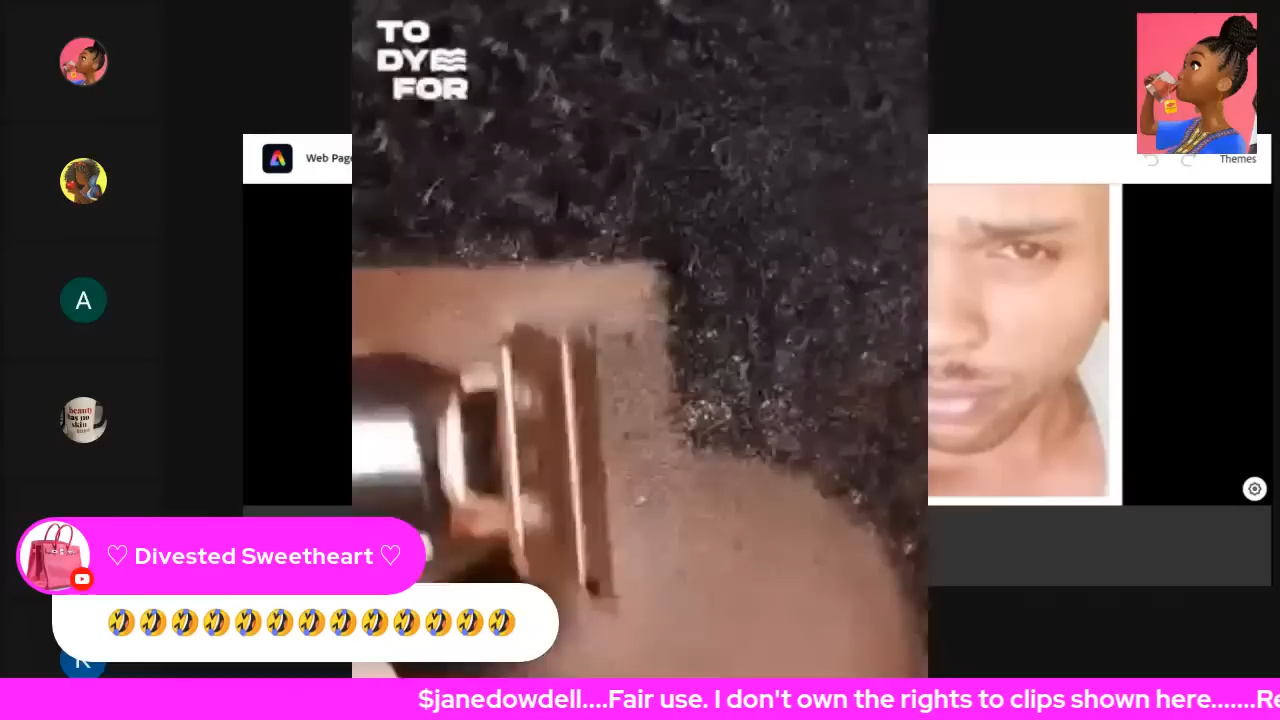 TO
DYE
FOR
Web Page
Themes
A
beauty
has no
skin
♡ Divested Sweetheart ♡
🤣🤣🤣🤣🤣🤣🤣🤣🤣🤣🤣🤣🤣
K
$janedowdell....Fair use. I don't own the rights to clips shown here.......Re